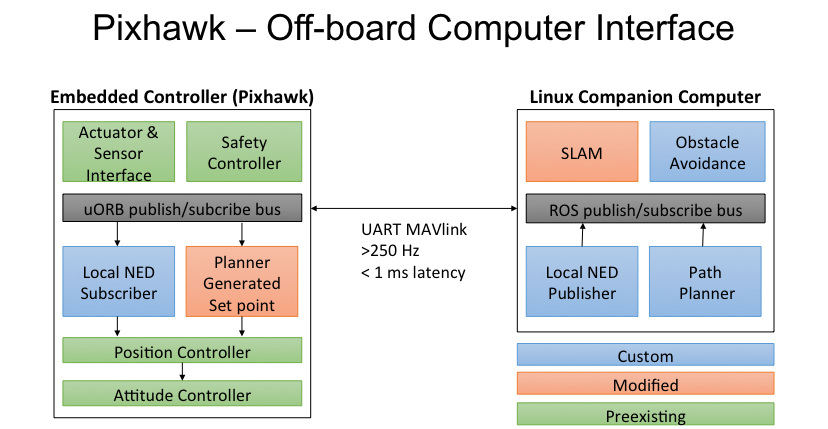 Pixhawk – Off-board Computer Interface
Embedded Controller (Pixhawk)
Actuator &
Sensor
Interface
Safety
Controller
uORB publish/subcribe bus
Local NED
Subscriber
Planner
Generated
Set point
Position Controller
Attitude Controller
UART MAVlink
>250 Hz
< 1 ms latency
Linux Companion Computer
SLAM
Obstacle
Avoidance
ROS publish/subscribe bus
Local NED
Publisher
Path
Planner
Custom
Modified
Preexisting